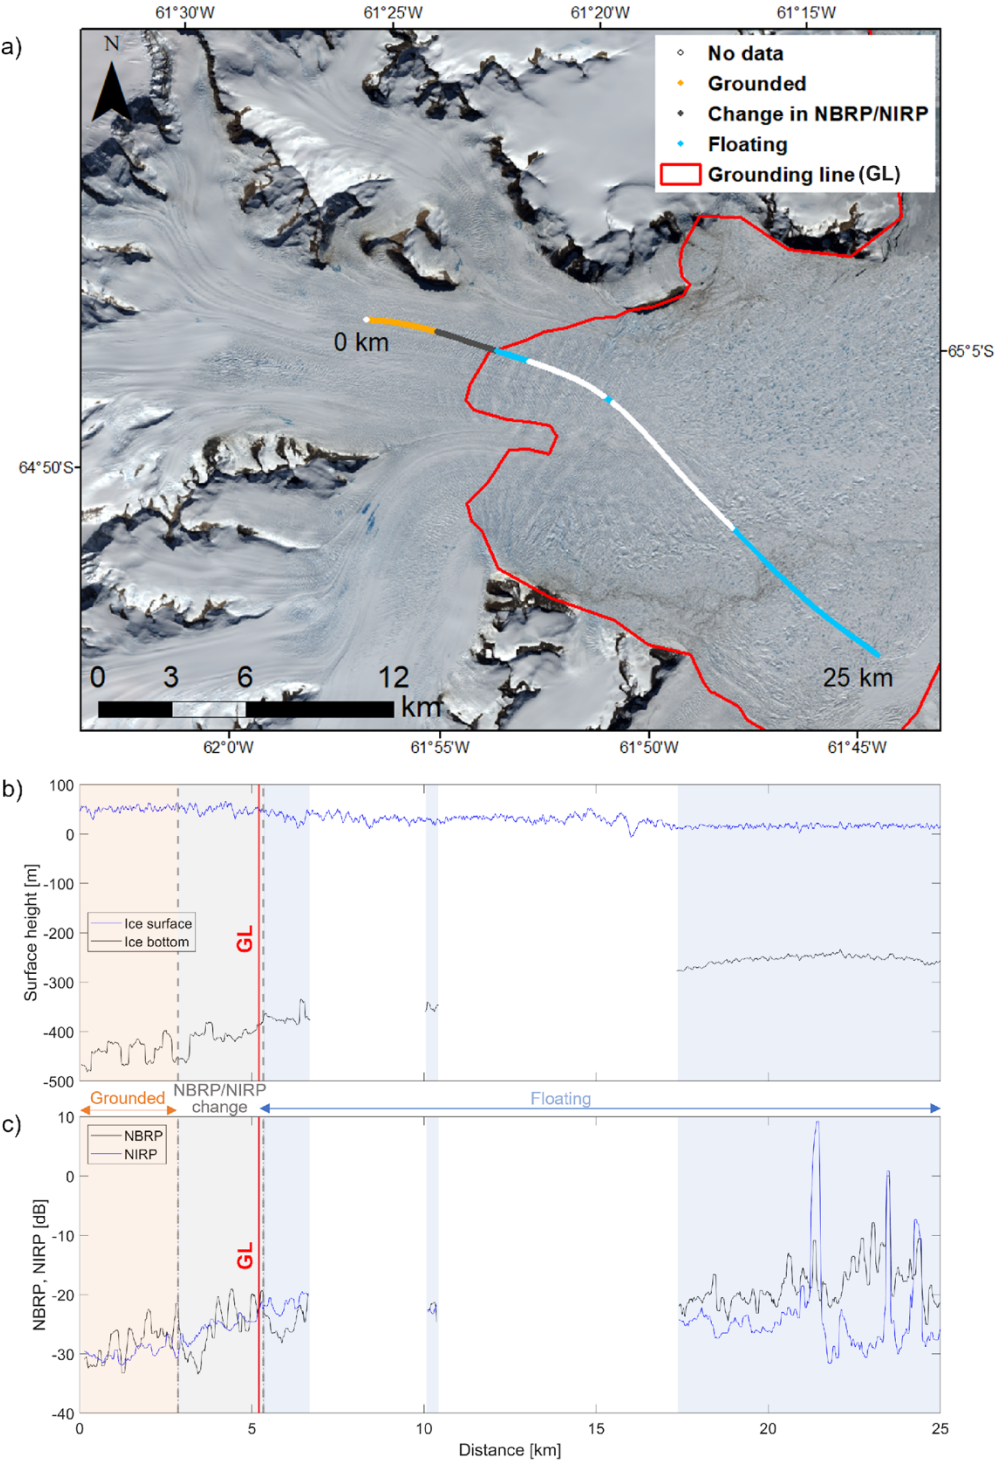 a)
61°30'W 61°25'W 61°20'W 61°15'W
N
No data
Grounded
Change in NBRP/NIRP
Floating
Grounding line (GL)
0 km
65°5'S
64°50'S
25 km
0 3 6 12
km
62°0'W 61°55'W 61°50'W 61°45'W
b)
100
0
-100
-200
-300
-400
-500
Surface height [m]
Ice surface
Ice bottom
GL
Grounded
NBRP/NIRP
change
Floating
c)
10
0
-10
-20
-30
-40
NBRP, NIRP [dB]
NBRP
NIRP
GL
0 5 10 15 20 25
Distance [km]